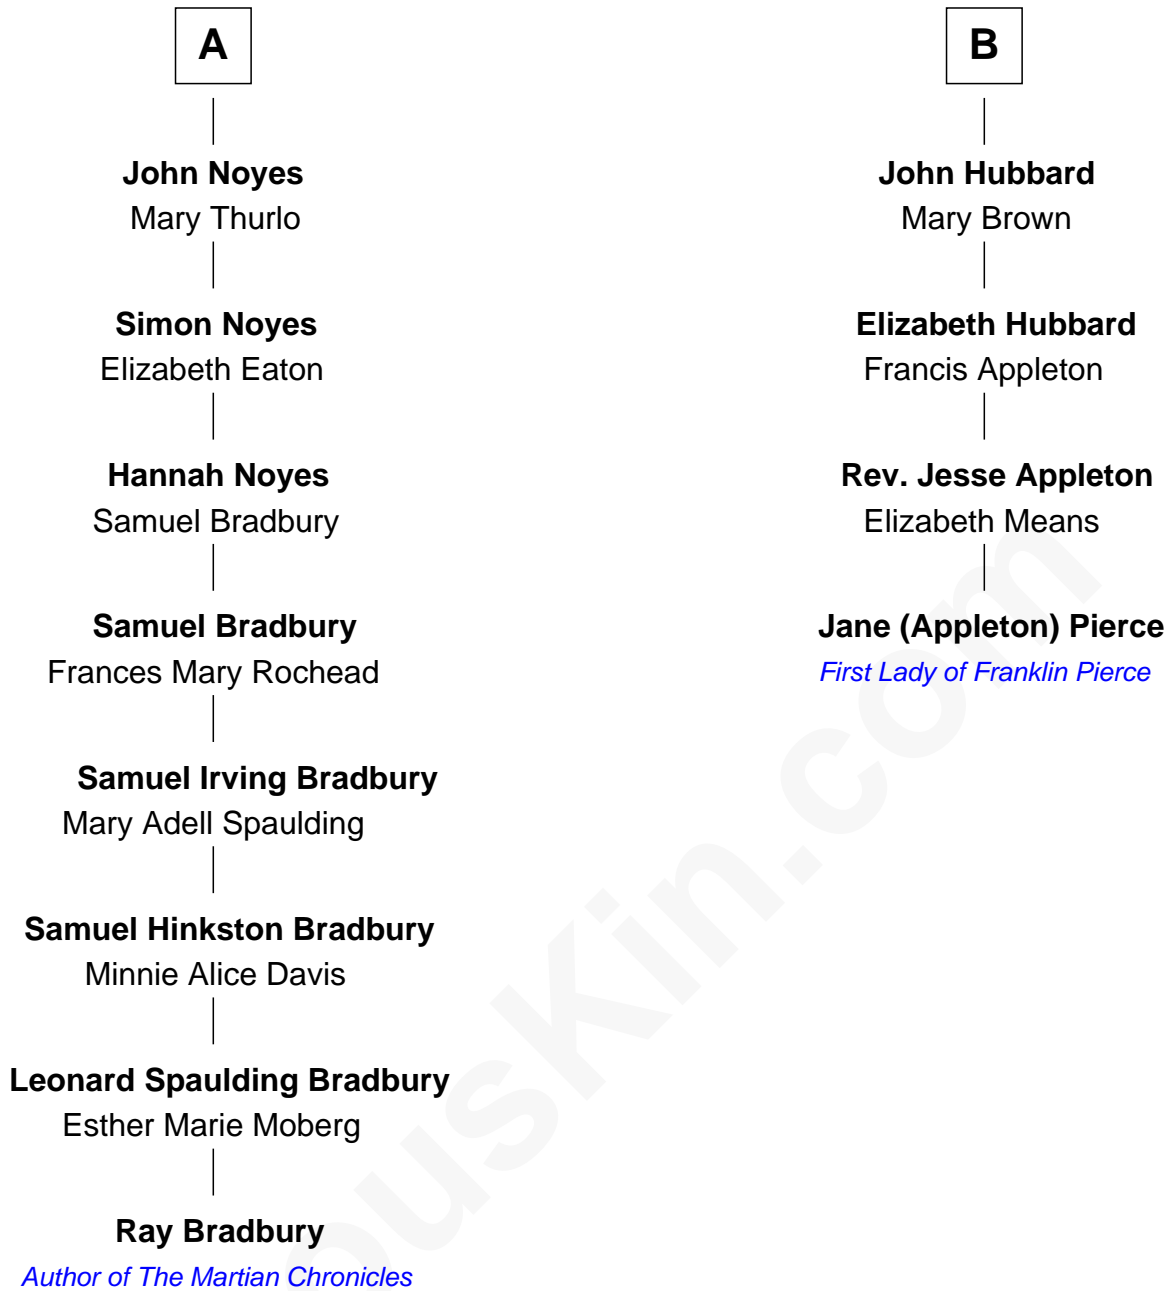 A
John Noyes
Mary Thurlo
Simon Noyes
Elizabeth Eaton
Hannah Noyes
Samuel Bradbury
Samuel Bradbury
Frances Mary Rochead
Samuel Irving Bradbury
Mary Adell Spaulding
Samuel Hinkston Bradbury
Minnie Alice Davis
Leonard Spaulding Bradbury
Esther Marie Moberg
Ray Bradbury
Author of The Martian Chronicles
B
John Hubbard
Mary Brown
Elizabeth Hubbard
Francis Appleton
Rev. Jesse Appleton
Elizabeth Means
Jane (Appleton) Pierce
First Lady of Franklin Pierce
ousKin.com